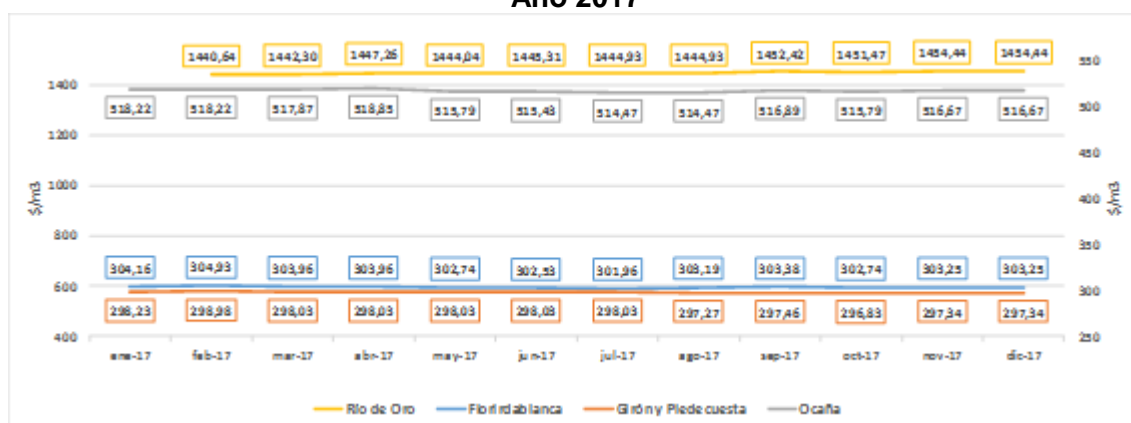 Año 2017
1440,64 1442,30 1447,26 1444,04 1445,31 1444,93 1444,93 1452,42 1451,47 1454,44 1454,44
550
1400
518,22 518,22 517,87 518,85 515,79 515,43 514,47 514,47 516,89 515,79 516,67 516,67
500
1200
450
$/m3
1000
400
$/m3
800
350
304,16 304,93 303,96 303,96 302,74 302,53 301,96 303,19 303,38 302,74 303,25 303,25
600
300
298,23 298,98 298,03 298,03 298,03 298,03 298,03 297,27 297,46 296,83 297,34 297,34
400
250
ene-17 feb-17 mar-17 abr-17 may-17 jun-17 jul-17 ago-17 sep-17 oct-17 nov-17 dic-17
Río de Oro Floriridablanca Girón y Piedecuesta Ocaña